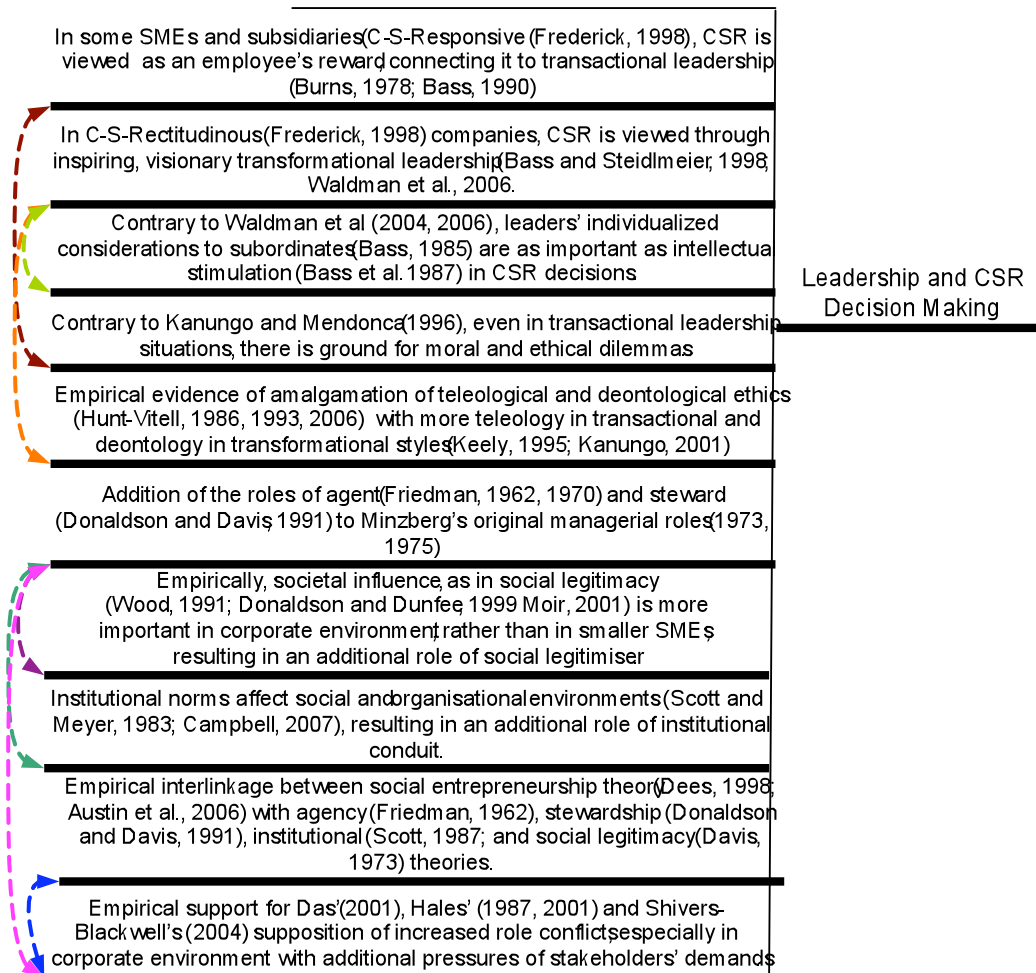 In some SMEs and subsidiaries(C-S-Responsive (Frederick, 1998), CSR is
viewed as an employee's reward, connecting it to transactional leadership
(Burns, 1978; Bass, 1990)
In C-S-Rectitudinous(Frederick, 1998) companies, CSR is viewed through
inspiring, visionary transformational leadership(Bass and Steidlmeier, 1998;
Waldman et al., 2006.
Contrary to Waldman et al (2004, 2006), leaders' individualized
considerations to subordinates(Bass, 1985) are as important as intellectual
stimulation (Bass et al. 1987) in CSR decisions.
Contrary to Kanungo and Mendonca(1996), even in transactional leadership
situations, there is ground for moral and ethical dilemmas.
Empirical evidence of amalgamation of teleological and deontological ethics
(Hunt-Vitell, 1986, 1993, 2006) with more teleology in transactional and
deontology in transformational styles(Keely, 1995; Kanungo, 2001)
Addition of the roles of agent(Friedman, 1962, 1970) and steward
(Donaldson and Davis, 1991) to Minzberg's original managerial roles(1973,
1975)
Empirically, societal influence, as in social legitimacy
(Wood, 1991; Donaldson and Dunfee, 1999 Moir, 2001) is more
important in corporate environment, rather than in smaller SMEs,
resulting in an additional role of social legitimiser.
Institutional norms affect social and organisational environments (Scott and
Meyer, 1983; Campbell, 2007), resulting in an additional role of institutional
conduit.
Empirical interlinkage between social entrepreneurship theory(Dees, 1998;
Austin et al., 2006) with agency (Friedman, 1962), stewardship (Donaldson
and Davis, 1991), institutional (Scott, 1987; and social legitimacy(Davis,
1973) theories.
Empirical support for Das'(2001), Hales' (1987, 2001) and Shivers-
Blackwell's (2004) supposition of increased role conflicts, especially in
corporate environment with additional pressures of stakeholders' demands
Leadership and CSR
Decision Making